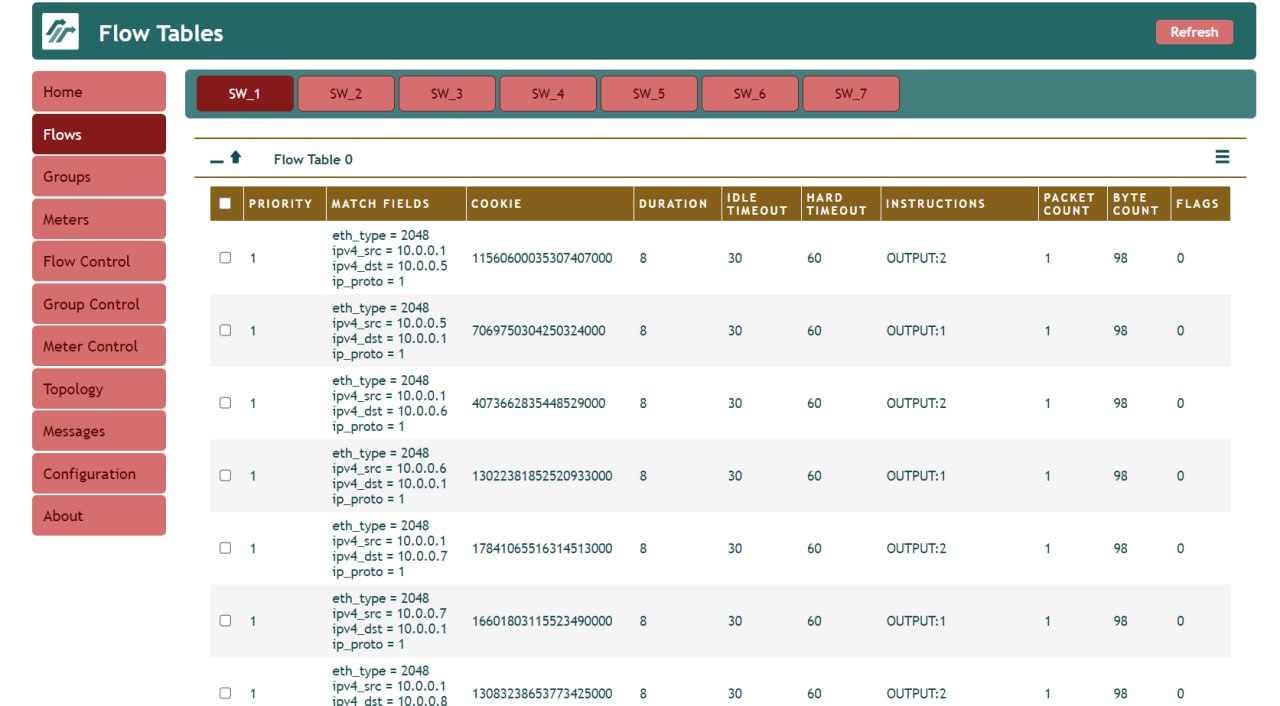 Flow Tables
Refresh
Home
Flows
Groups
Meters
Flow Control
Group Control
Meter Control
Topology
Messages
Configuration
About
SW_1 SW_2 SW_3 SW_4 SW_5 SW_6 SW_7
Flow Table 0
PRIORITY MATCH FIELDS COOKIE DURATION IDLE TIMEOUT HARD TIMEOUT INSTRUCTIONS PACKET COUNT BYTE COUNT FLAGS
eth_type = 2048
ipv4_src = 10.0.0.1
1 11560600035307407000 8 30 60 OUTPUT:2 1 98 0
ipv4_dst = 10.0.0.5
ip_proto = 1
eth_type = 2048
ipv4_src = 10.0.0.5
1 7069750304250324000 8 30 60 OUTPUT:1 1 98 0
ipv4_dst = 10.0.0.1
ip_proto = 1
eth_type = 2048
ipv4_src = 10.0.0.1
1 4073662835448529000 8 30 60 OUTPUT:2 1 98 0
ipv4_dst = 10.0.0.6
ip_proto = 1
eth_type = 2048
ipv4_src = 10.0.0.6
1 13022381852520933000 8 30 60 OUTPUT:1 1 98 0
ipv4_dst = 10.0.0.1
ip_proto = 1
eth_type = 2048
ipv4_src = 10.0.0.1
1 17841065516314513000 8 30 60 OUTPUT:2 1 98 0
ipv4_dst = 10.0.0.7
ip_proto = 1
eth_type = 2048
ipv4_src = 10.0.0.7
1 16601803115523490000 8 30 60 OUTPUT:1 1 98 0
ipv4_dst = 10.0.0.1
ip_proto = 1
eth_type = 2048
ipv4_src = 10.0.0.1
1 13083238653773425000 8 30 60 OUTPUT:2 1 98 0
ipv4_dst = 10.0.0.8